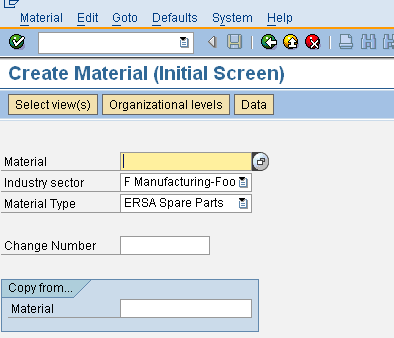 Material Edit Goto Defaults System Help
Create Material (Initial Screen)
Select view(s) Organizational levels Data
Material
Industry sector F Manufacturing-Foo
Material Type ERSA Spare Parts
Change Number
Copy from...
Material